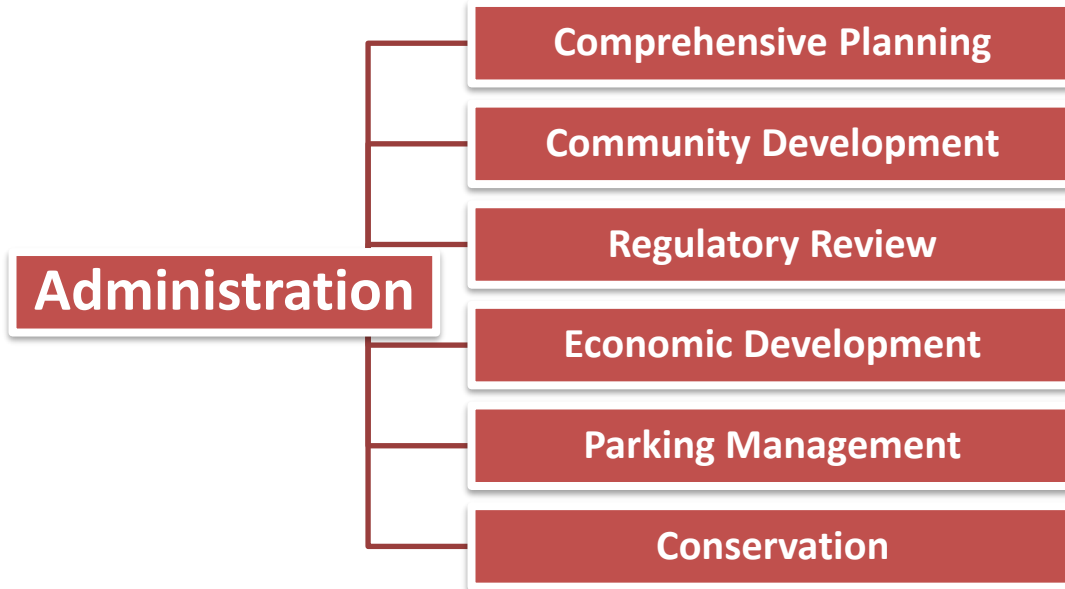 Comprehensive Planning
Community Development
Regulatory Review
Administration
Economic Development
Parking Management
Conservation